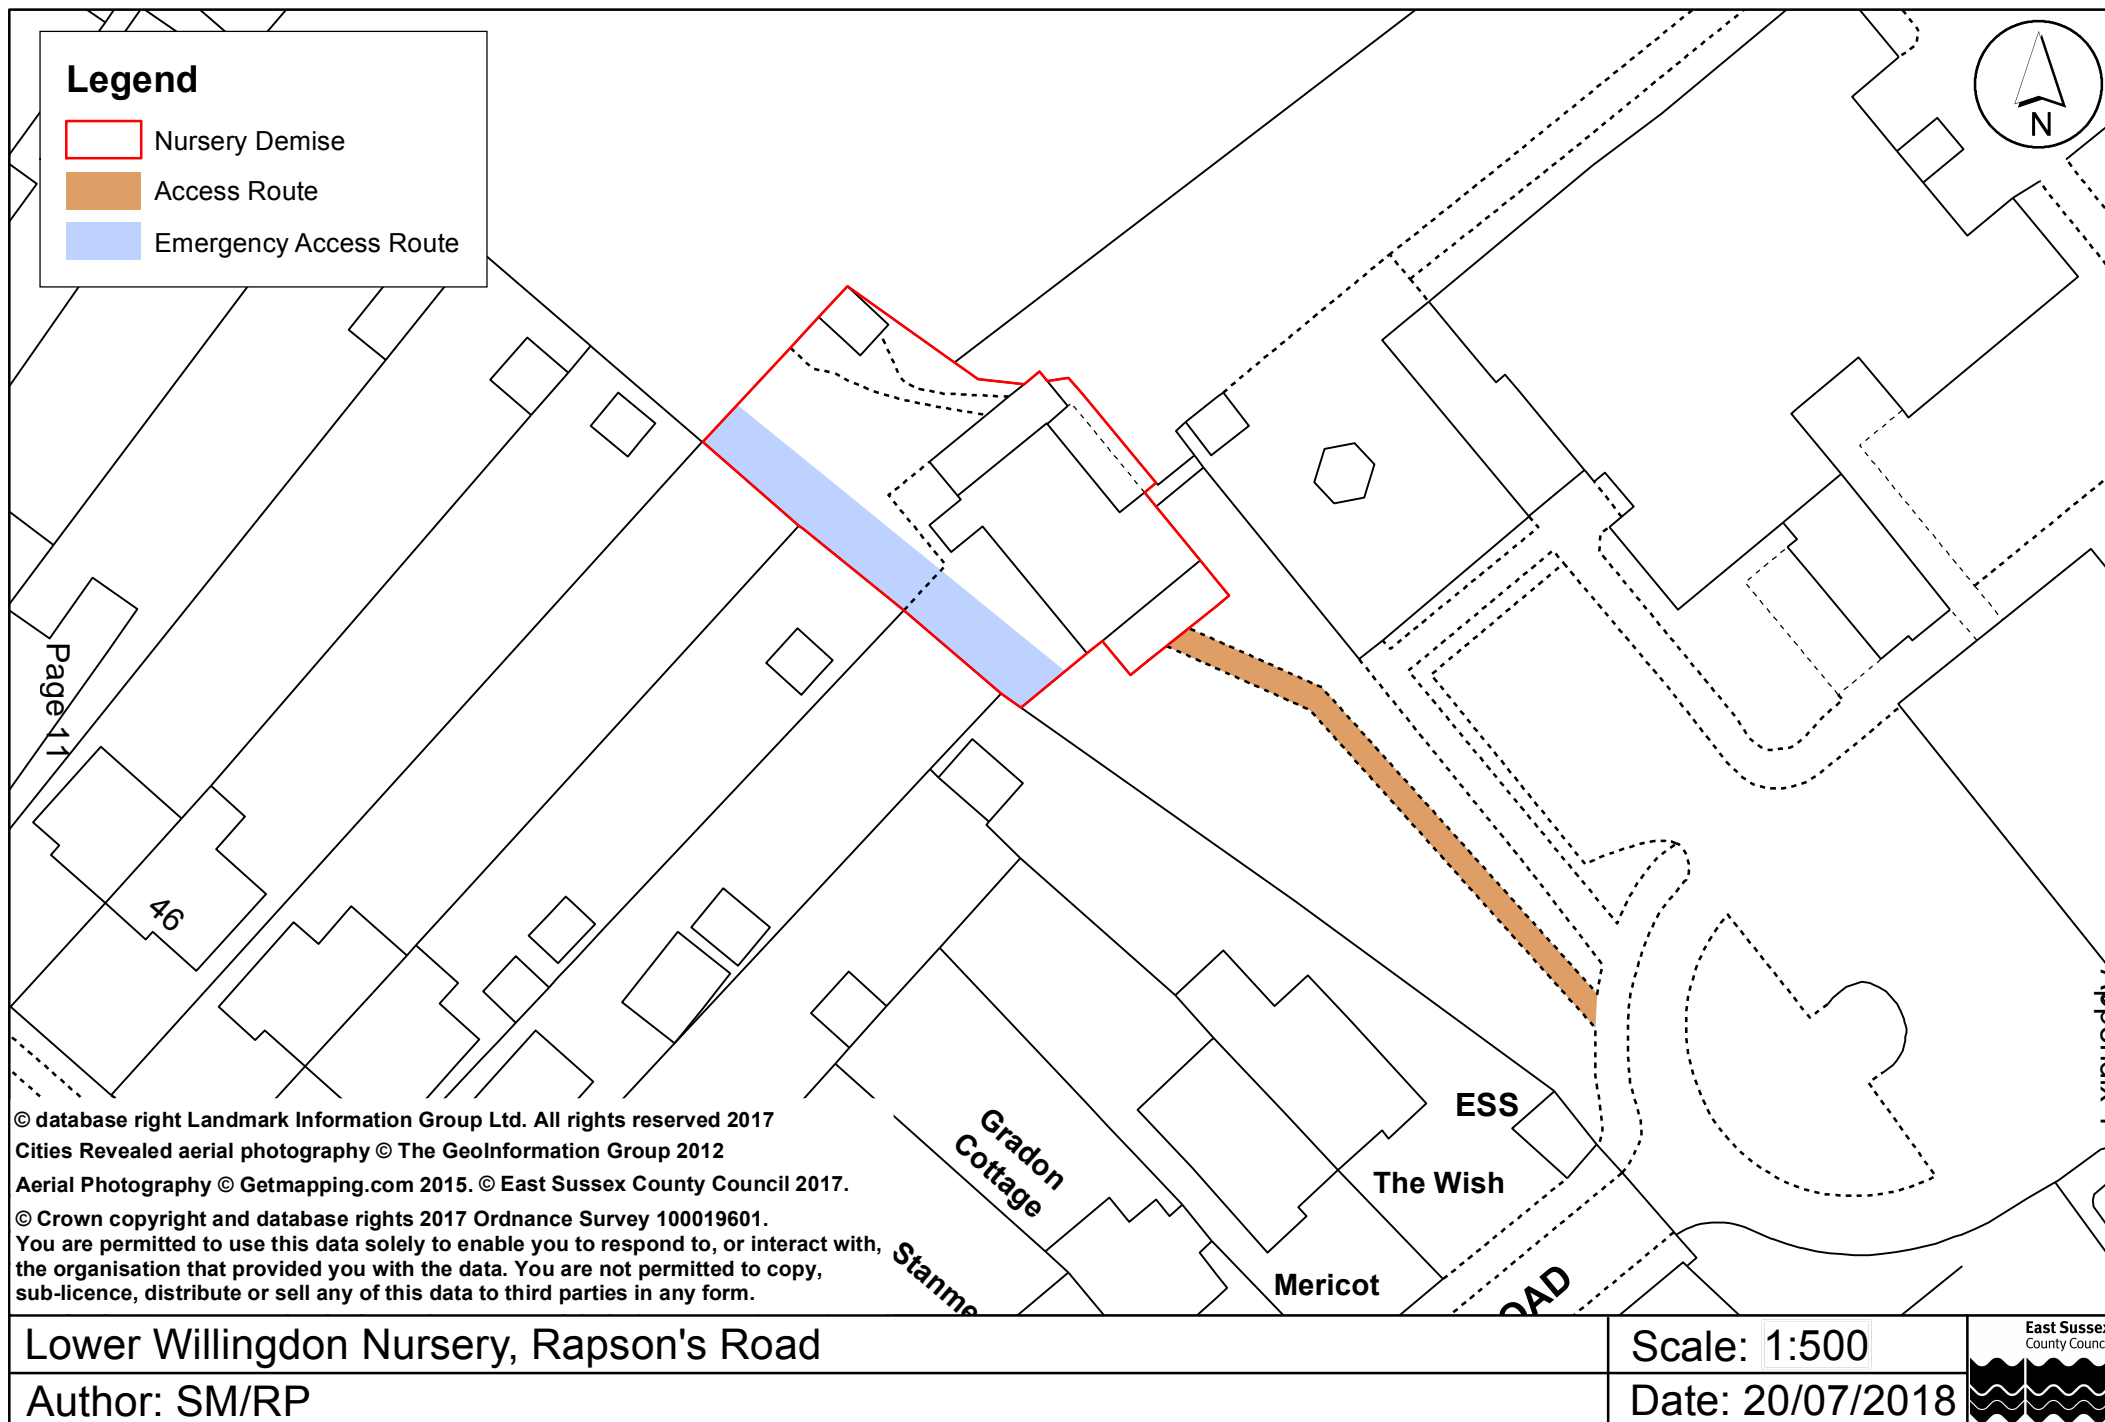 Legend
Nursery Demise
Access Route
Emergency Access Route
N
Page 11
46
© database right Landmark Information Group Ltd. All rights reserved 2017
Cities Revealed aerial photography © The GeoInformation Group 2012
Aerial Photography © Getmapping.com 2015. © East Sussex County Council 2017.
© Crown copyright and database rights 2017 Ordnance Survey 100019601.
You are permitted to use this data solely to enable you to respond to, or interact with,
the organisation that provided you with the data. You are not permitted to copy,
sub-licence, distribute or sell any of this data to third parties in any form.
Gradon
Cottage
Stanme
ESS
The Wish
Mericot
OAD
Lower Willingdon Nursery, Rapson's Road
Scale: 1:500
Author: SM/RP
Date: 20/07/2018
East Sussex
County Counc